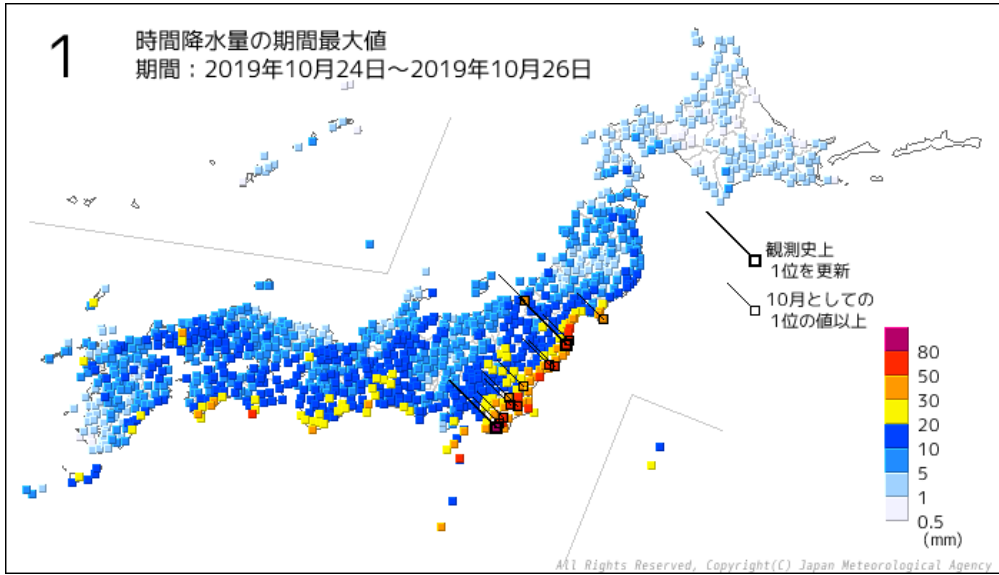 1
時間降水量の期間最大値
期間：2019年10月24日～2019年10月26日
観測史上
1位を更新
10月としての
1位の値以上
80
50
30
20
10
5
1
0.5
(mm)
All Rights Reserved, Copyright(C) Japan Meteorological Agency